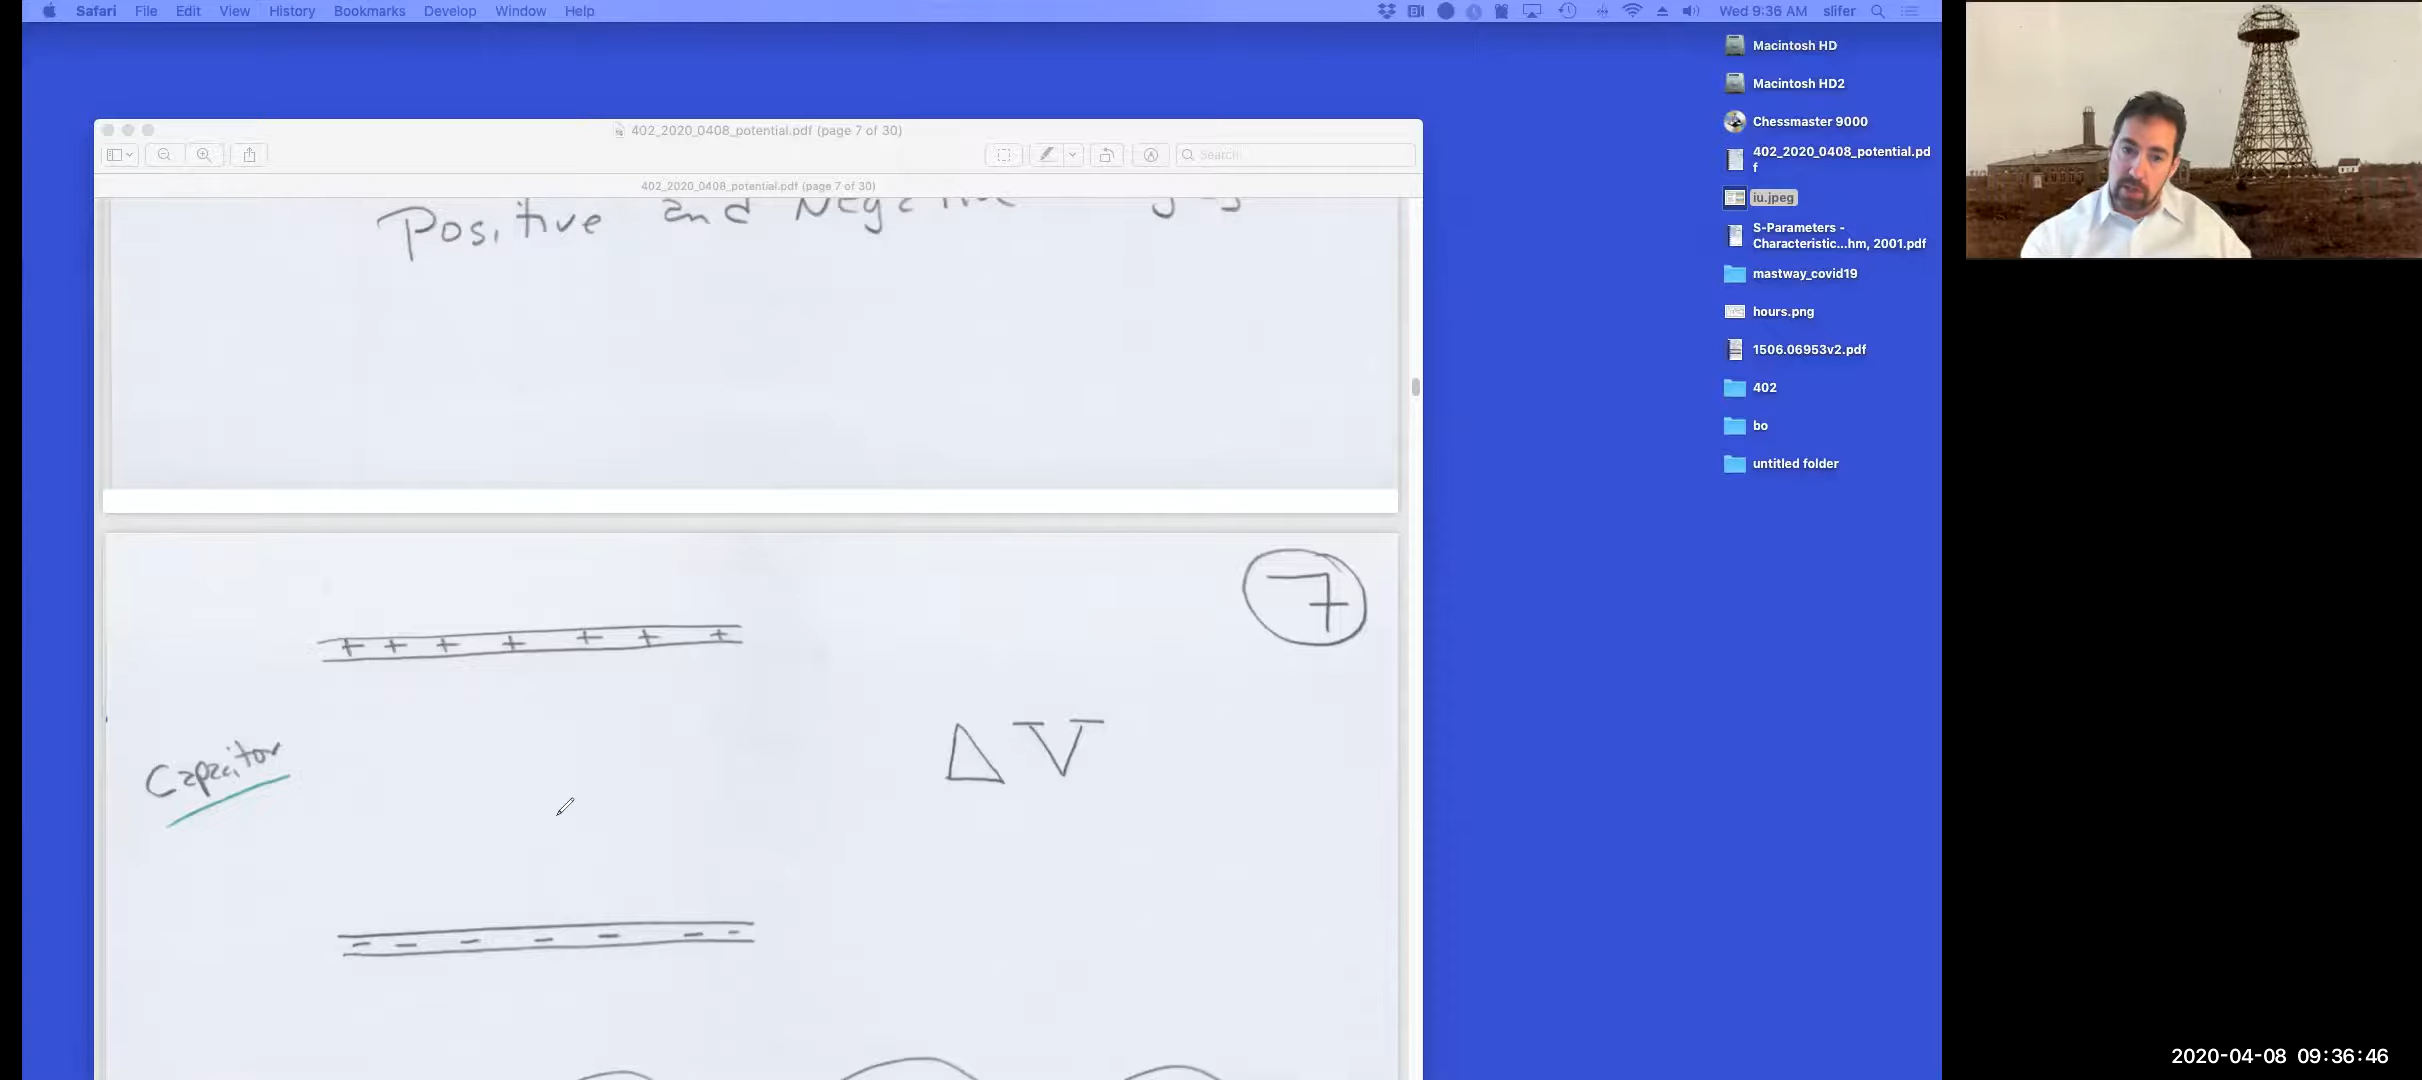 Safari File Edit View History Bookmarks Develop Window Help
Wed 9:36 AM slifer
Macintosh HD
Macintosh HD2
Chessmaster 9000
402_2020_0408_potential.pd
f
iu.jpeg
S-Parameters -
Characteristic...hm, 2001.pdf
mastway_covid19
hours.png
1506.06953v2.pdf
402
bo
untitled folder
402_2020_0408_potential.pdf (page 7 of 30)
Search
402_2020_0408_potential.pdf (page 7 of 30)
Positive and
7
+ + + + + + +
Δ V
Capacitor
- - - - - - -
2020-04-08 09:36:46